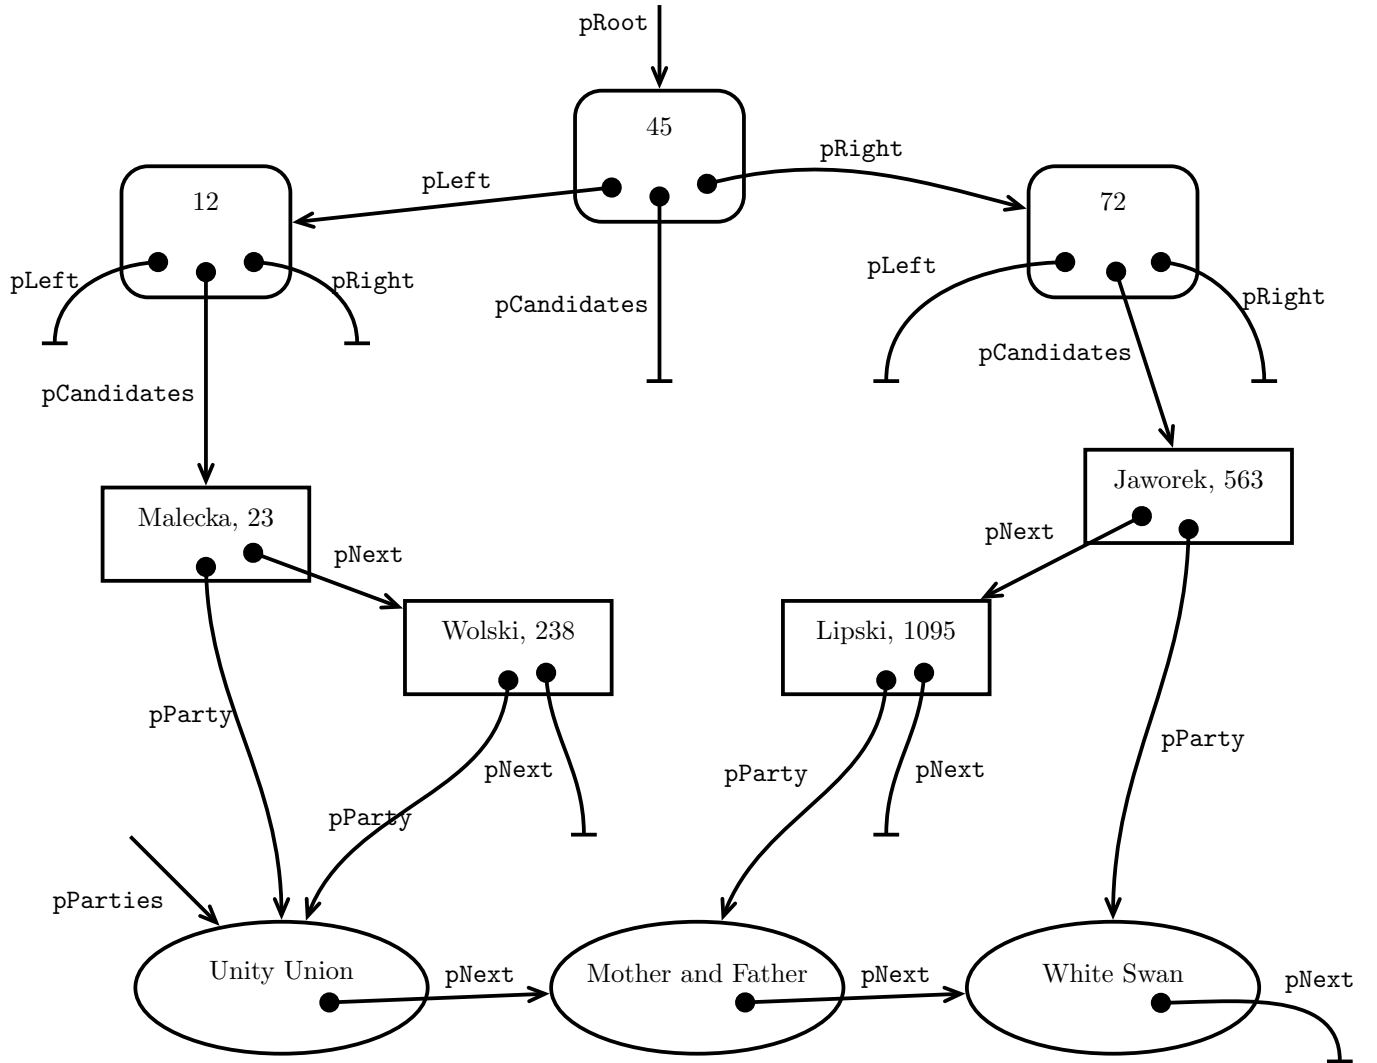 pRoot
45
pRight
pLeft
12
72
pLeft
pRight
pLeft
pRight
pCandidates
pCandidates
pCandidates
Jaworek, 563
Malecka, 23
pNext
pNext
Wolski, 238
Lipski, 1095
pParty
pParty
pNext
pParty
pNext
pParty
pParties
Unity Union
pNext
Mother and Father
pNext
White Swan
pNext